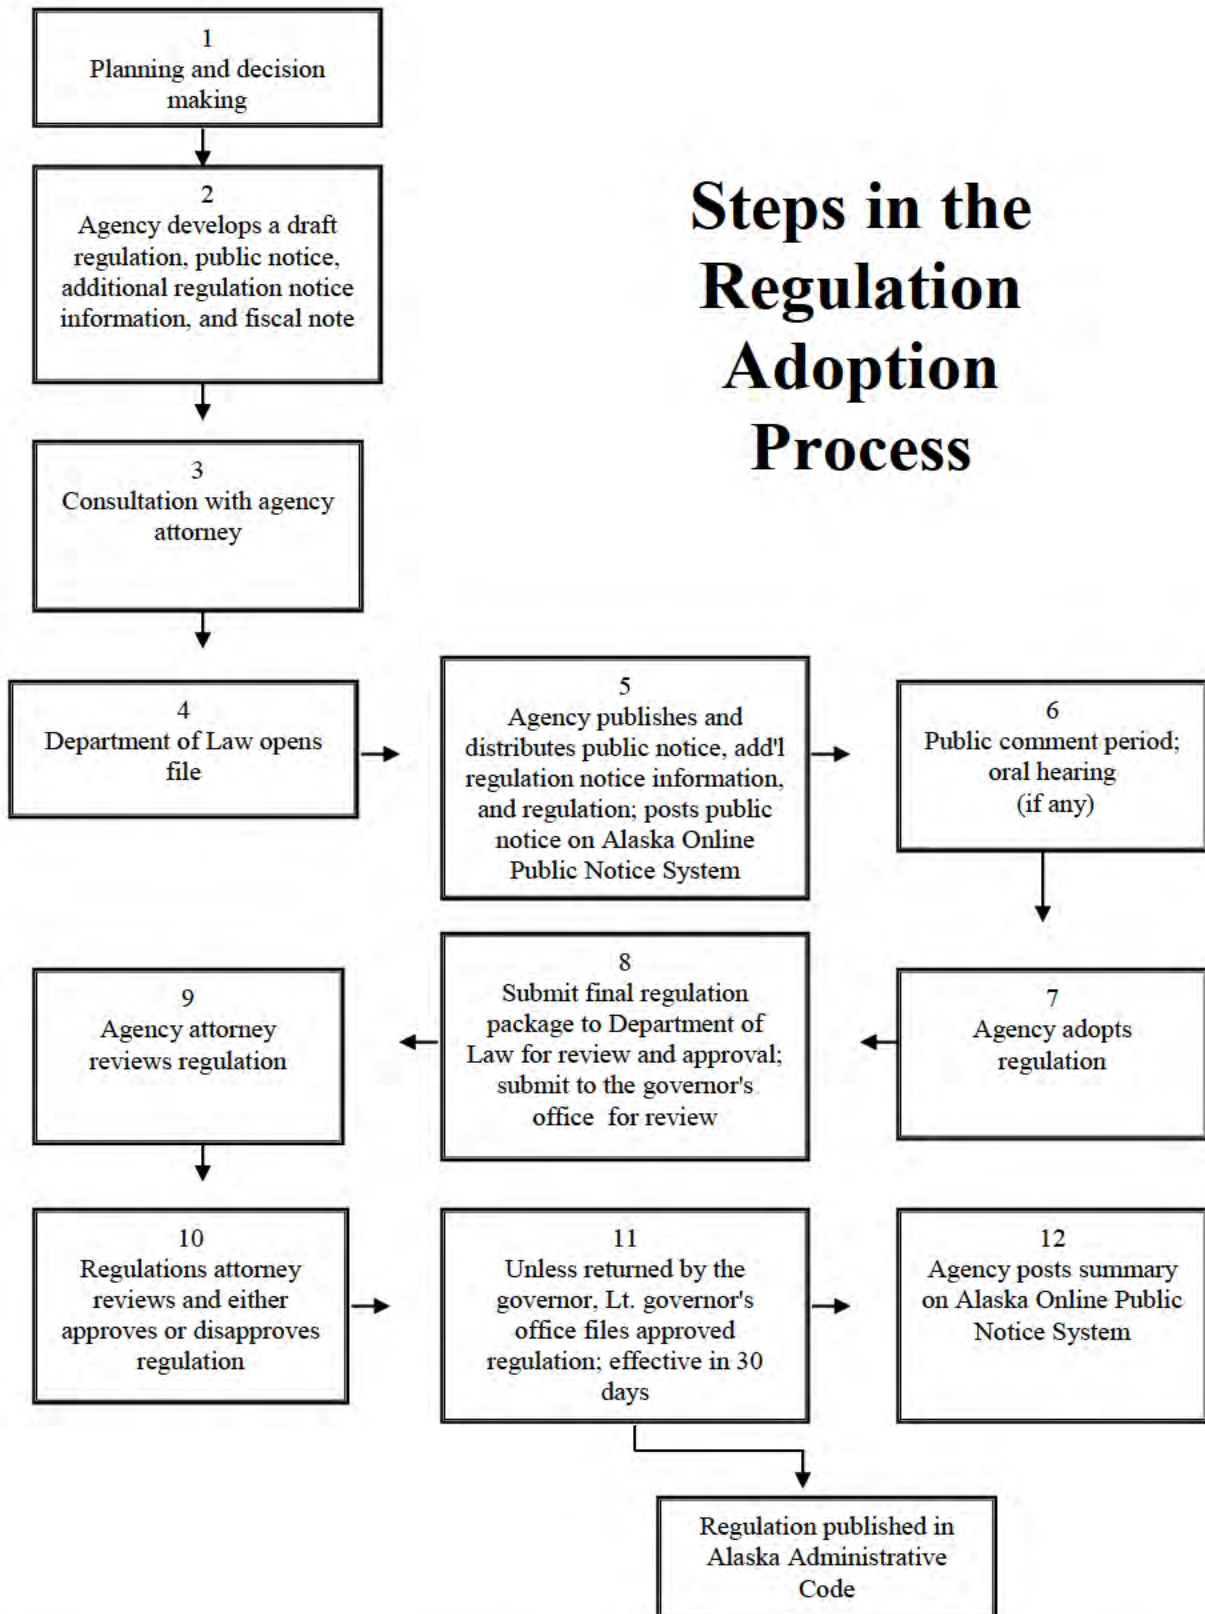 1
Planning and decision
making
Steps in the
Regulation
Adoption
Process
2
Agency develops a draft
regulation, public notice,
additional regulation notice
information, and fiscal note
3
Consultation with agency
attorney
4
Department of Law opens
file
5
Agency publishes and
distributes public notice, add'l
regulation notice information,
and regulation; posts public
notice on Alaska Online
Public Notice System
6
Public comment period;
oral hearing
(if any)
7
Agency adopts
regulation
8
Submit final regulation
package to Department of
Law for review and approval;
submit to the governor's
office for review
9
Agency attorney
reviews regulation
10
Regulations attorney
reviews and either
approves or disapproves
regulation
11
Unless returned by the
governor, Lt. governor's
office files approved
regulation; effective in 30
days
12
Agency posts summary
on Alaska Online Public
Notice System
Regulation published in
Alaska Administrative
Code